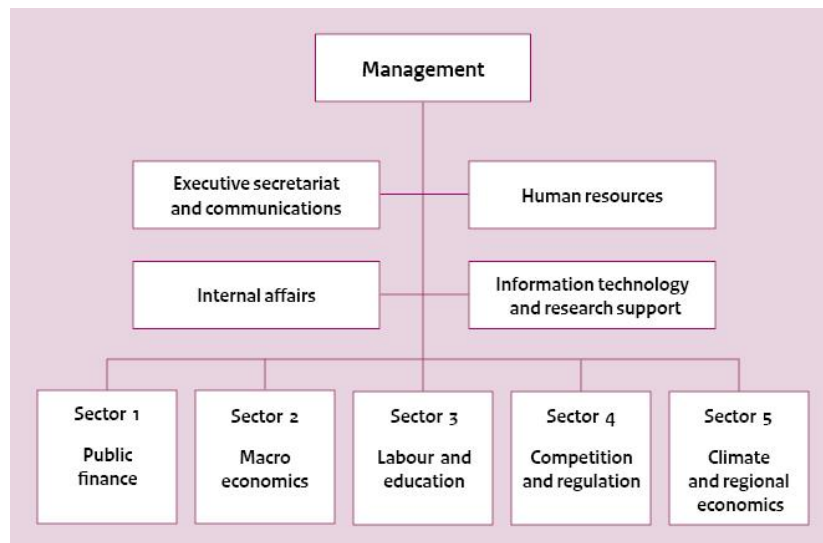 Management
Executive secretariat
and communications
Human resources
Internal affairs
Information technology
and research support
Sector 1
Public
finance
Sector 2
Macro
economics
Sector 3
Labour and
education
Sector 4
Competition
and regulation
Sector 5
Climate
and regional
economics